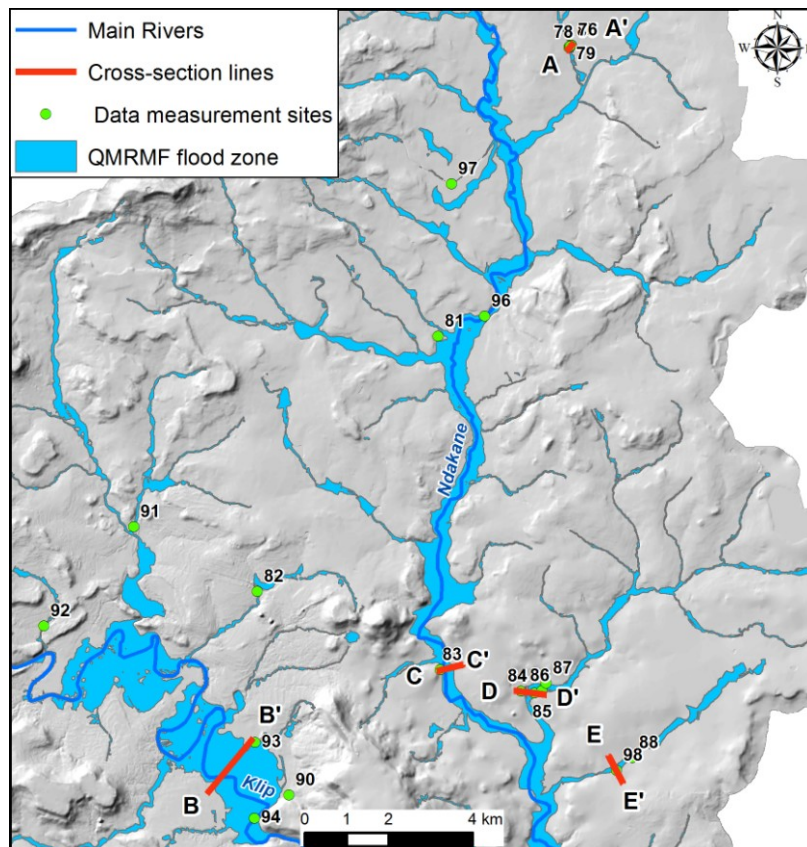 Main Rivers
Cross-section lines
Data measurement sites
QMRMF flood zone
78 76 A'
A 79
N
W
S
97
96
81
Ndakane
91
82
92
83 C'
C
84 86 87
D D'
85
B'
93
E
98 88
E'
90
Klip
B
94
0 1 2 4 km